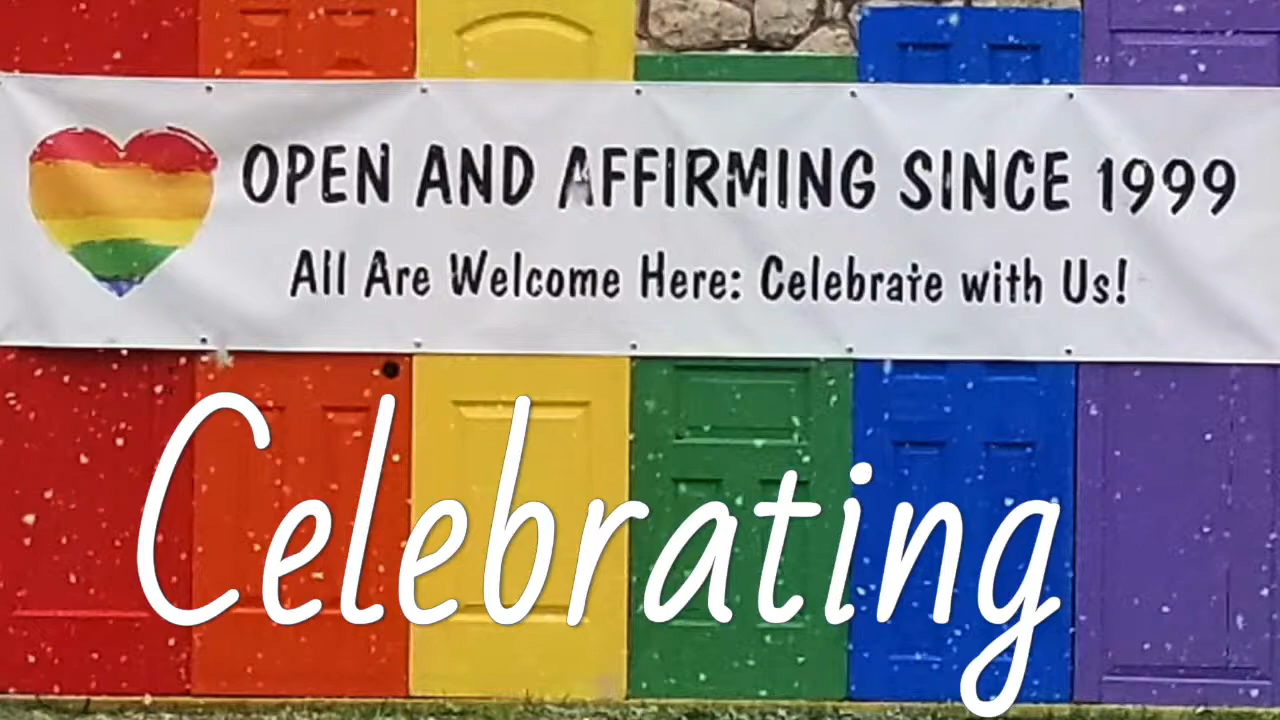 OPEN AND AFFIRMING SINCE 1999
All Are Welcome Here: Celebrate with Us!
Celebrating